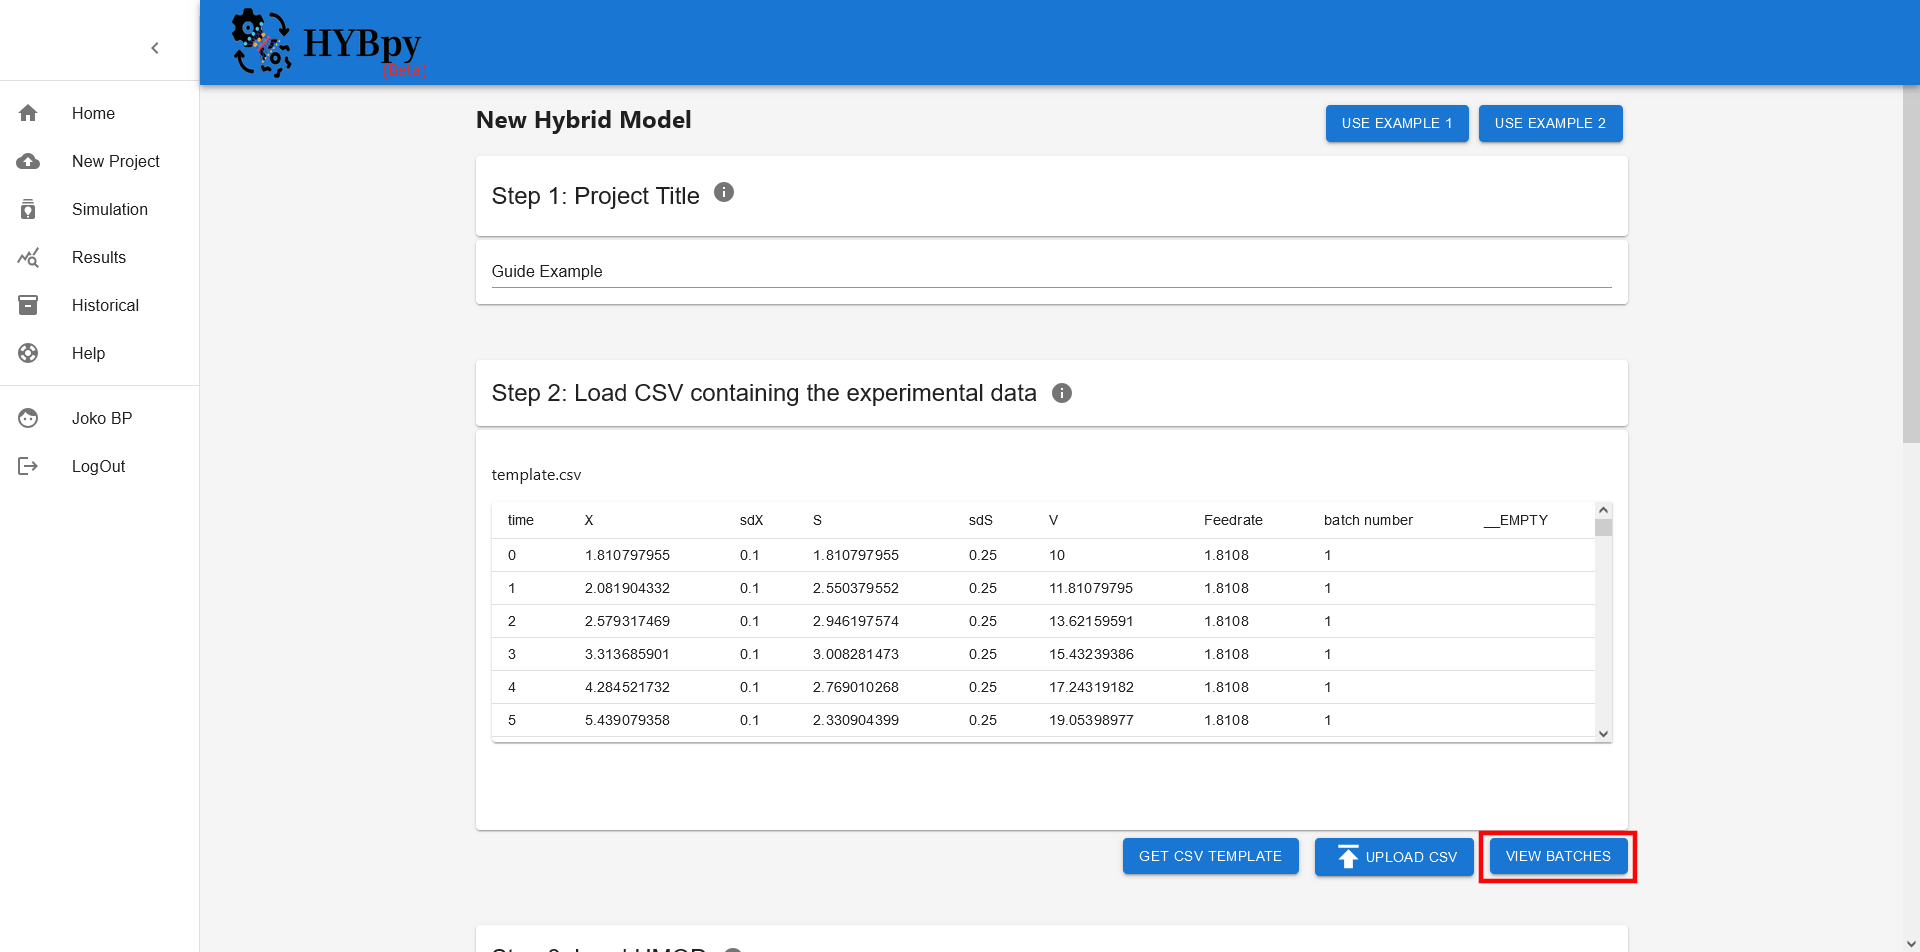 HYBpy
(Beta)
Home
New Project
Simulation
Results
Historical
Help
Joko BP
LogOut
New Hybrid Model
USE EXAMPLE 1
USE EXAMPLE 2
Step 1: Project Title
Guide Example
Step 2: Load CSV containing the experimental data
template.csv
time X sdX S sdS V Feedrate batch number __EMPTY
0 1.810797955 0.1 1.810797955 0.25 10 1.8108 1
1 2.081904332 0.1 2.550379552 0.25 11.81079795 1.8108 1
2 2.579317469 0.1 2.946197574 0.25 13.62159591 1.8108 1
3 3.313685901 0.1 3.008281473 0.25 15.43239386 1.8108 1
4 4.284521732 0.1 2.769010268 0.25 17.24319182 1.8108 1
5 5.439079358 0.1 2.330904399 0.25 19.05398977 1.8108 1
GET CSV TEMPLATE
UPLOAD CSV
VIEW BATCHES